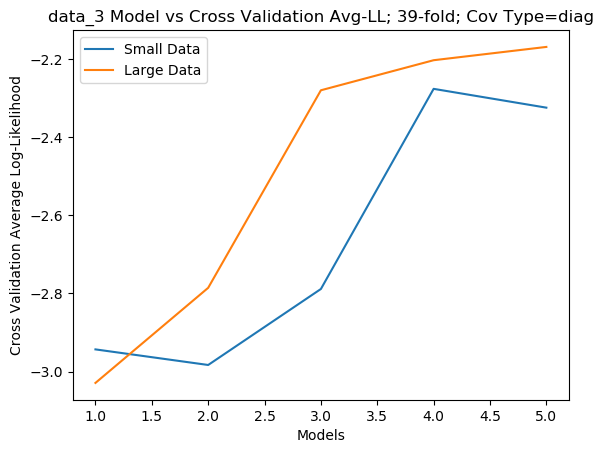 data_3 Model vs Cross Validation Avg-LL; 39-fold; Cov Type=diag
Small Data
Large Data
Cross Validation Average Log-Likelihood
−2.2
−2.4
−2.6
−2.8
−3.0
1.0 1.5 2.0 2.5 3.0 3.5 4.0 4.5 5.0
Models